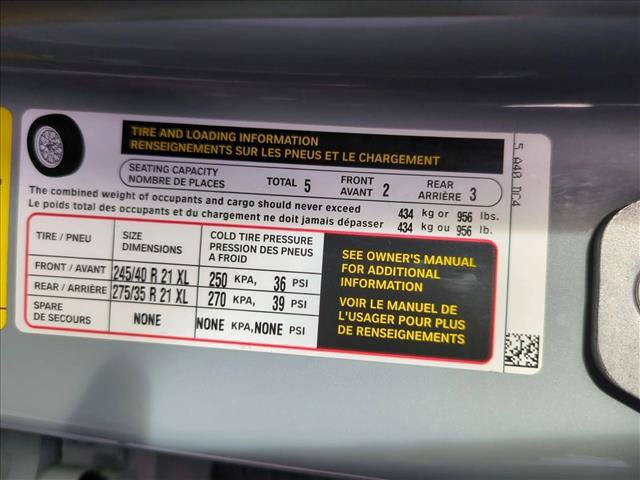 TIRE AND LOADING INFORMATION
RENSEIGNEMENTS SUR LES PNEUS ET LE CHARGEMENT
SEATING CAPACITY
NOMBRE DE PLACES
TOTAL 5
FRONT
AVANT 2
REAR
ARRIÈRE 3
The combined weight of occupants and cargo should never exceed 434 kg or 956 lbs.
Le poids total des occupants et du chargement ne doit jamais dépasser 434 kg ou 956 lb.
TIRE / PNEU
SIZE
DIMENSIONS
COLD TIRE PRESSURE
PRESSION DES PNEUS
A FROID
FRONT / AVANT 245/40 R 21 XL 250 KPA, 36 PSI
REAR / ARRIÈRE 275/35 R 21 XL 270 KPA, 39 PSI
SPARE
DE SECOURS
NONE NONE KPA, NONE PSI
SEE OWNER'S MANUAL
FOR ADDITIONAL
INFORMATION
VOIR LE MANUEL DE
L'USAGER POUR PLUS
DE RENSEIGNEMENTS